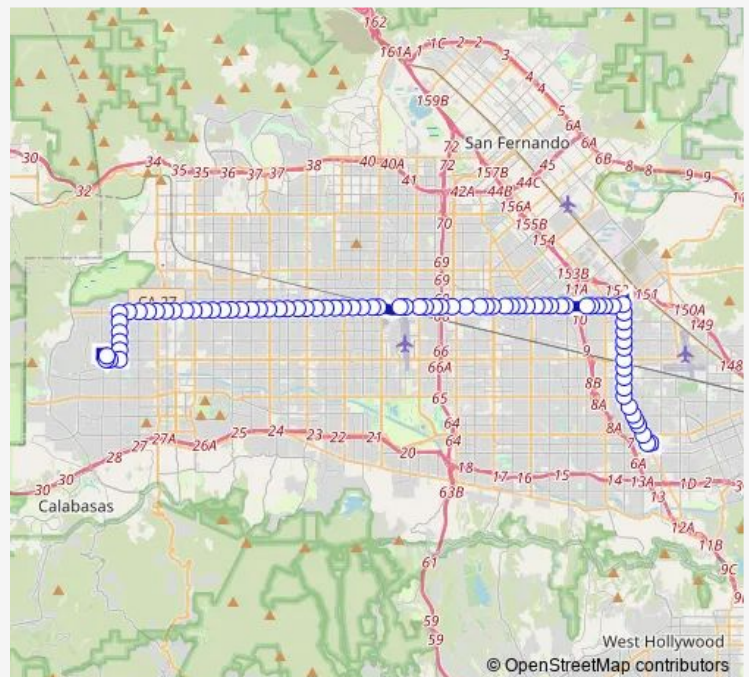 162
161A 1 1C 2 2 3
4
4
159B
5
San Fernando
72
6A
6A
30
34
35 35 36 37 37 38 40 40A
72
157B
45
6B 8 8 9 9
32
41
42A 44B 44C
156A
70
155B
154
69
69
153B
CA 27
11A 152 151
150A
10
149
66
9
148
66A
8B
65
8A
64
8A
64
25 24 23 22 21
27 27A 26A
20
28
18 17 16 15 14 13A 1D 2
6A
30
30
63B
13
Calabasas
12A
11B
61
9C
59
59
West Hollywood
© OpenStreetMap contributors